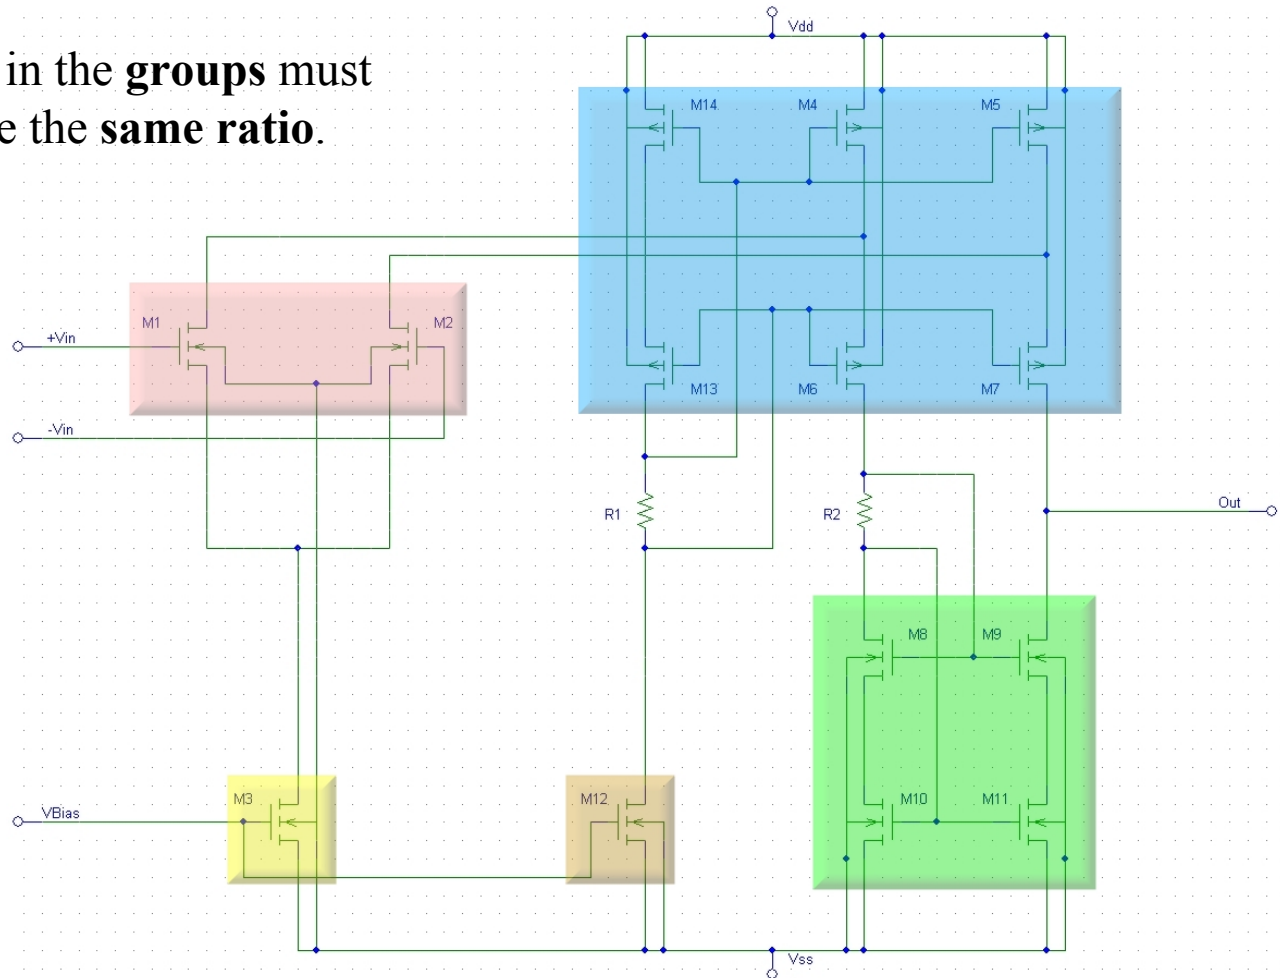 in the groups must
e the same ratio.
Vdd
M14
M4
M5
M1
M2
+Vin
-Vin
M13
M6
M7
R1
R2
Out
M8
M9
M3
M12
M10
M11
VBias
Vss